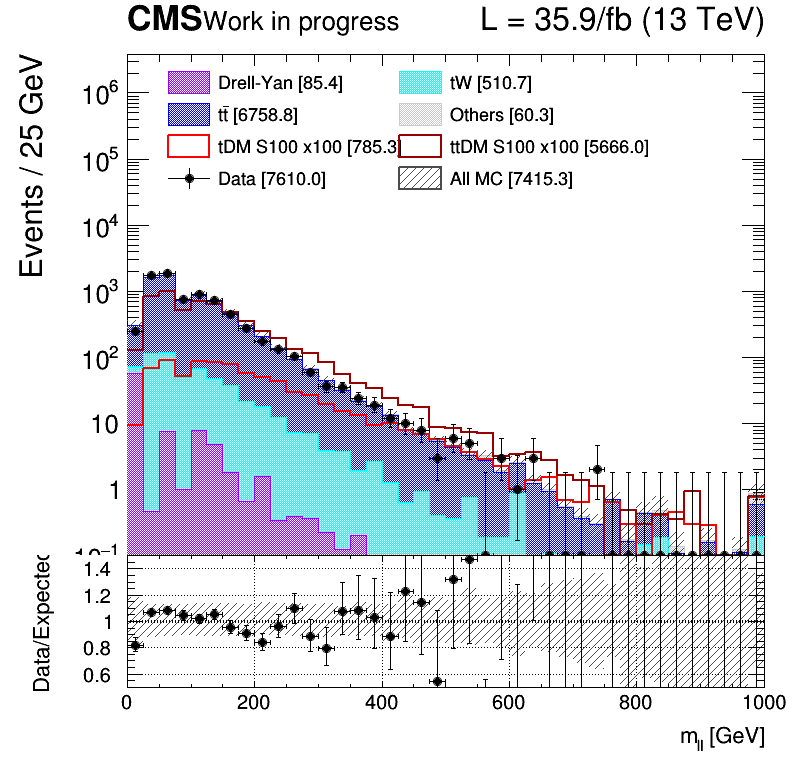 CMS Work in progress L = 35.9/fb (13 TeV)
Events / 25 GeV
Drell-Yan [85.4] tW [510.7]
tt̄ [6758.8] Others [60.3]
tDM S100 x100 [785.3] ttDM S100 x100 [5666.0]
Data [7610.0] All MC [7415.3]
10⁶
10⁵
10⁴
10³
10²
10
1
10⁻¹
Data/Expected
1.4
1.2
1
0.8
0.6
0 200 400 600 800 1000
m_ll [GeV]